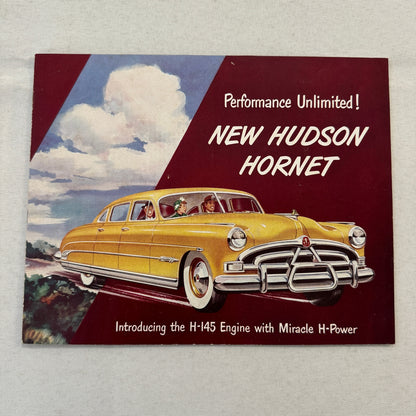 Performance Unlimited!
NEW HUDSON
HORNET
Introducing the H-145 Engine with Miracle H-Power